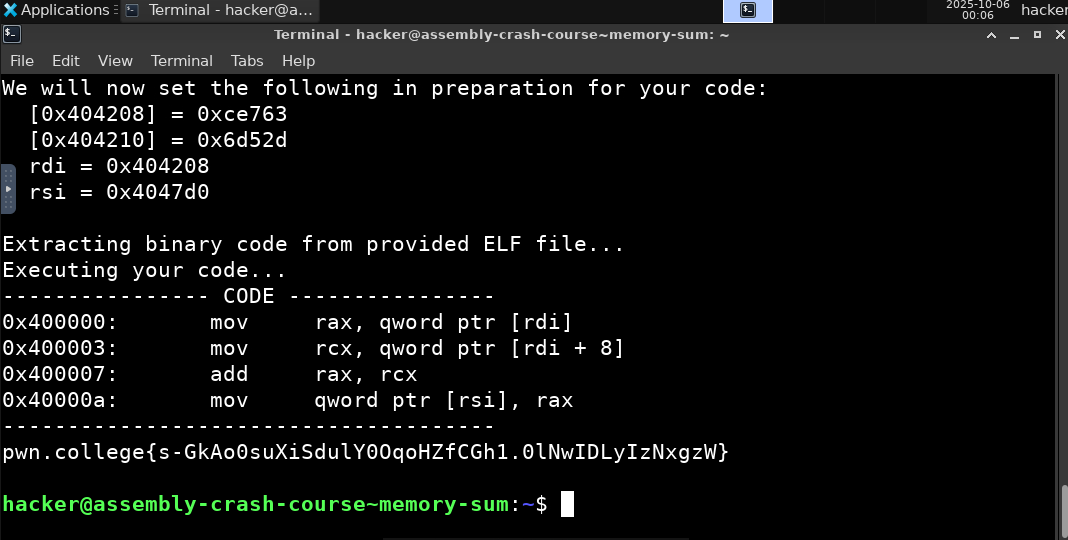 Applications
Terminal - hacker@a...
2025-10-06
00:06
hacker
Terminal - hacker@assembly-crash-course~memory-sum: ~
File Edit View Terminal Tabs Help
We will now set the following in preparation for your code:
[0x404208] = 0xce763
[0x404210] = 0x6d52d
rdi = 0x404208
rsi = 0x4047d0
Extracting binary code from provided ELF file...
Executing your code...
---------------- CODE ----------------
0x400000: mov rax, qword ptr [rdi]
0x400003: mov rcx, qword ptr [rdi + 8]
0x400007: add rax, rcx
0x40000a: mov qword ptr [rsi], rax
--------------------------------------
pwn.college{s-GkAo0suXiSdulY0OqoHZfCGh1.0lNwIDLyIzNxgzW}
hacker@assembly-crash-course~memory-sum:~$